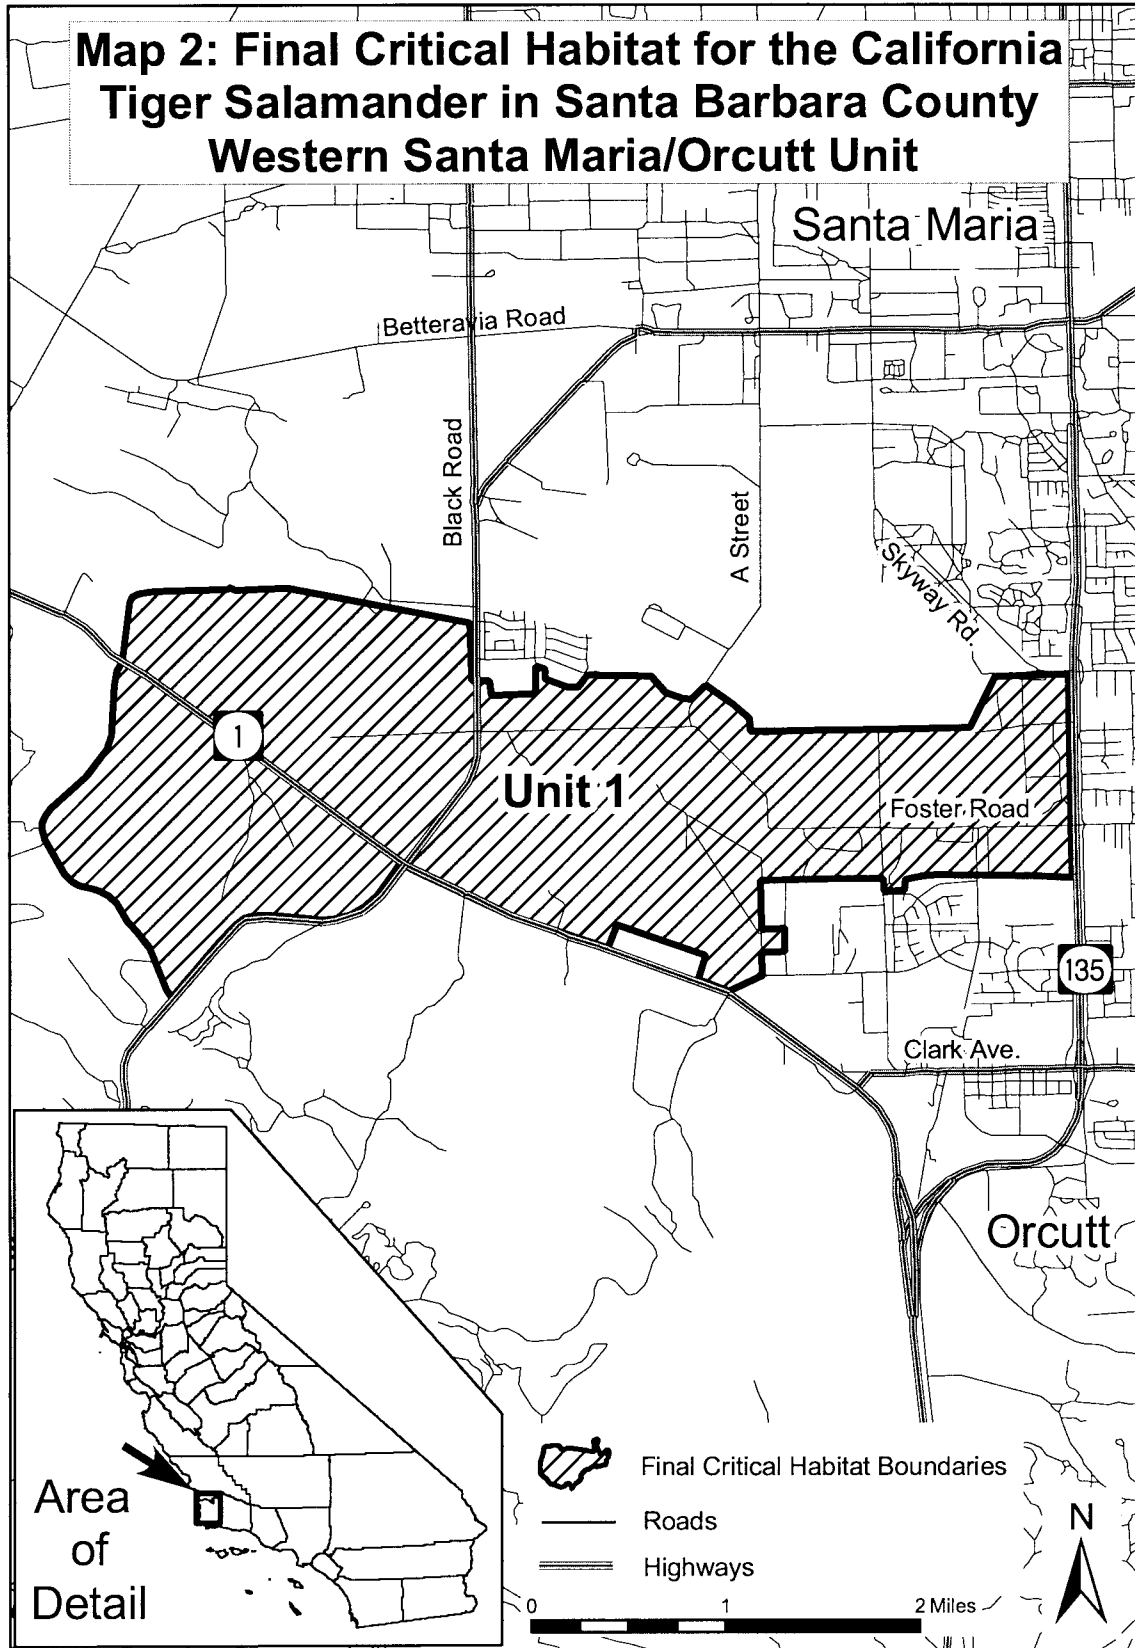 Map 2: Final Critical Habitat for the California
Tiger Salamander in Santa Barbara County
Western Santa Maria/Orcutt Unit
Santa Maria
Betteravia Road
Black Road
A Street
Skyway Rd.
1
Unit 1
Foster Road
135
Clark Ave.
Orcutt
Area
of
Detail
Final Critical Habitat Boundaries
Roads
Highways
N
0 1 2 Miles